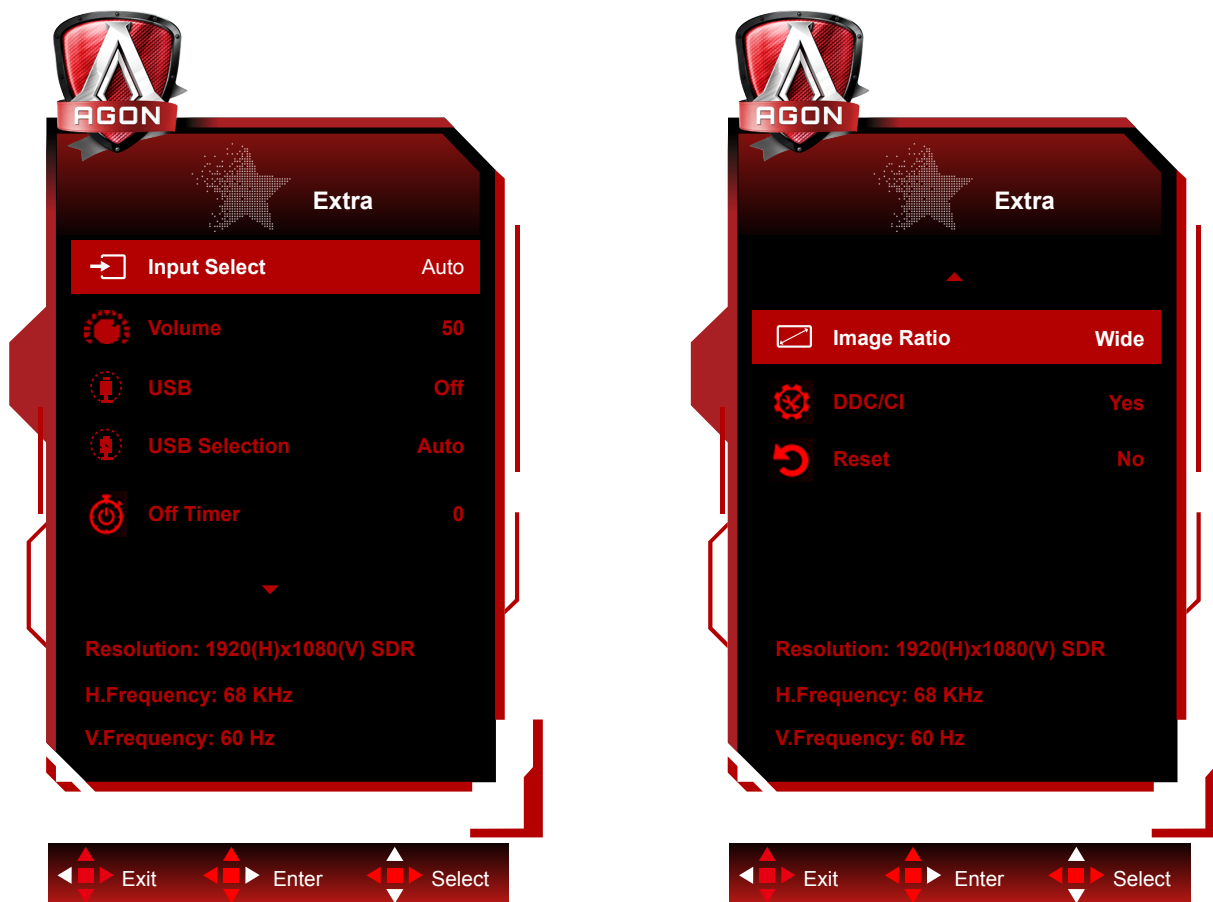 AGON
Extra
Input Select Auto
Volume 50
USB Off
USB Selection Auto
Off Timer 0
Resolution: 1920(H)x1080(V) SDR
H.Frequency: 68 KHz
V.Frequency: 60 Hz
Exit Enter Select
AGON
Extra
Image Ratio Wide
DDC/CI Yes
Reset No
Resolution: 1920(H)x1080(V) SDR
H.Frequency: 68 KHz
V.Frequency: 60 Hz
Exit Enter Select